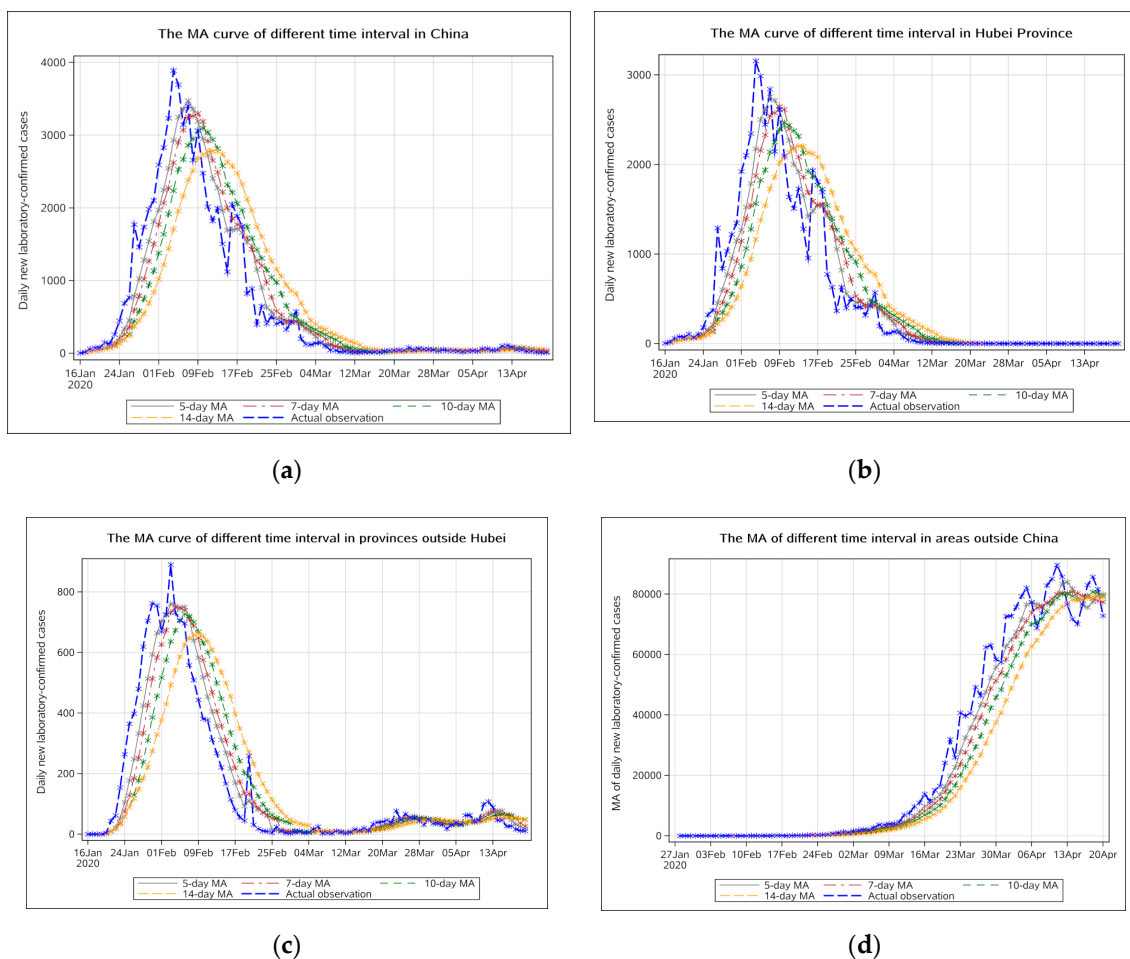 The MA curve of different time interval in China
Daily new laboratory-confirmed cases
4000
3000
2000
1000
0
16Jan 24Jan 01Feb 09Feb 17Feb 25Feb 04Mar 12Mar 20Mar 28Mar 05Apr 13Apr
2020
5-day MA 7-day MA 10-day MA
14-day MA Actual observation
(a)
The MA curve of different time interval in Hubei Province
Daily new laboratory-confirmed cases
3000
2000
1000
0
16Jan 24Jan 01Feb 09Feb 17Feb 25Feb 04Mar 12Mar 20Mar 28Mar 05Apr 13Apr
2020
5-day MA 7-day MA 10-day MA
14-day MA Actual observation
(b)
The MA curve of different time interval in provinces outside Hubei
Daily new laboratory-confirmed cases
800
600
400
200
0
16Jan 24Jan 01Feb 09Feb 17Feb 25Feb 04Mar 12Mar 20Mar 28Mar 05Apr 13Apr
2020
5-day MA 7-day MA 10-day MA
14-day MA Actual observation
(c)
The MA of different time interval in areas outside China
MA of daily new laboratory-confirmed cases
80000
60000
40000
20000
0
27Jan 03Feb 10Feb 17Feb 24Feb 02Mar 09Mar 16Mar 23Mar 30Mar 06Apr 13Apr 20Apr
2020
5-day MA 7-day MA 10-day MA
14-day MA Actual observation
(d)